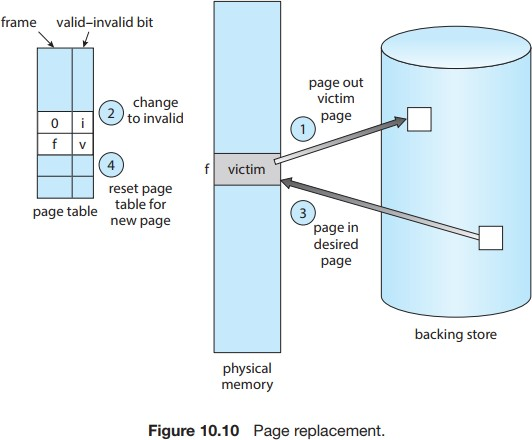 frame valid–invalid bit
0 i
f v
page table
2 change
to invalid
4
reset page
table for
new page
f victim
physical
memory
page out
victim
page
1
3
page in
desired
page
backing store
Figure 10.10 Page replacement.